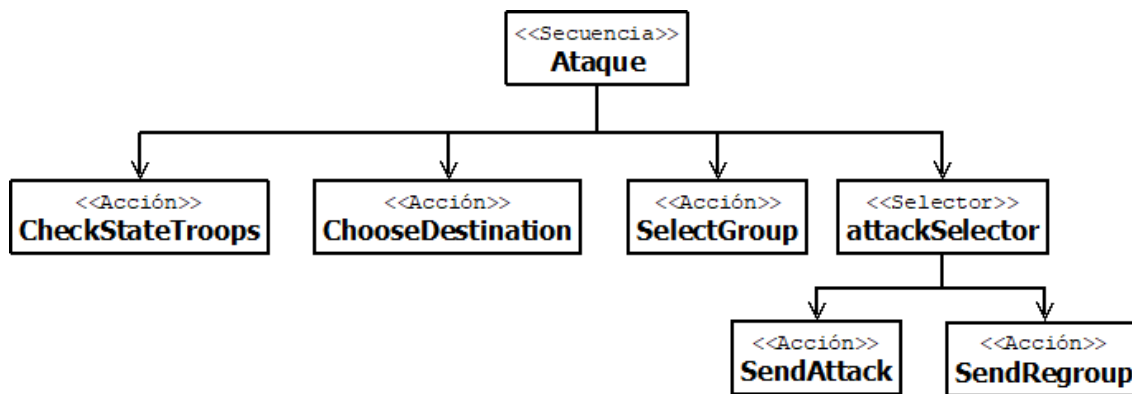 <<Secuencia>>
Ataque
<<Acción>>
CheckStateTroops
<<Acción>>
ChooseDestination
<<Acción>>
SelectGroup
<<Selector>>
attackSelector
<<Acción>>
SendAttack
<<Acción>>
SendRegroup